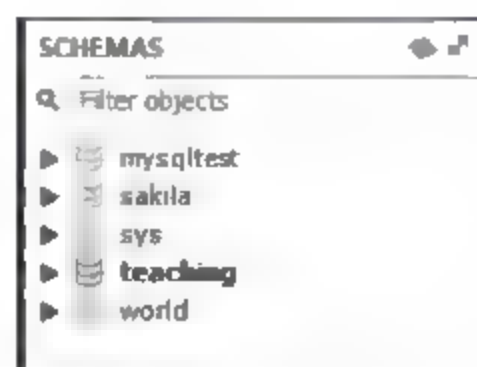 SCHEMAS
Filter objects
mysqltest
sakila
sys
teaching
world